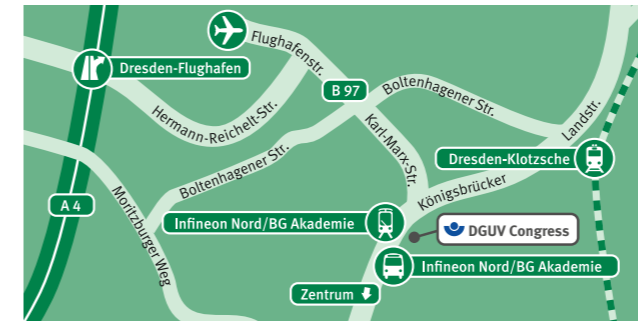 Flughafenstr.
Dresden-Flughafen
B 97
Boltenhagener Str.
Hermann-Reichelt-Str.
Karl-Marx-Str.
Landstr.
Boltenhagener Str.
Dresden-Klotzsche
Königsbrücker
A 4
Moritzburger Weg
Infineon Nord/BG Akademie
DGUV Congress
Infineon Nord/BG Akademie
Zentrum